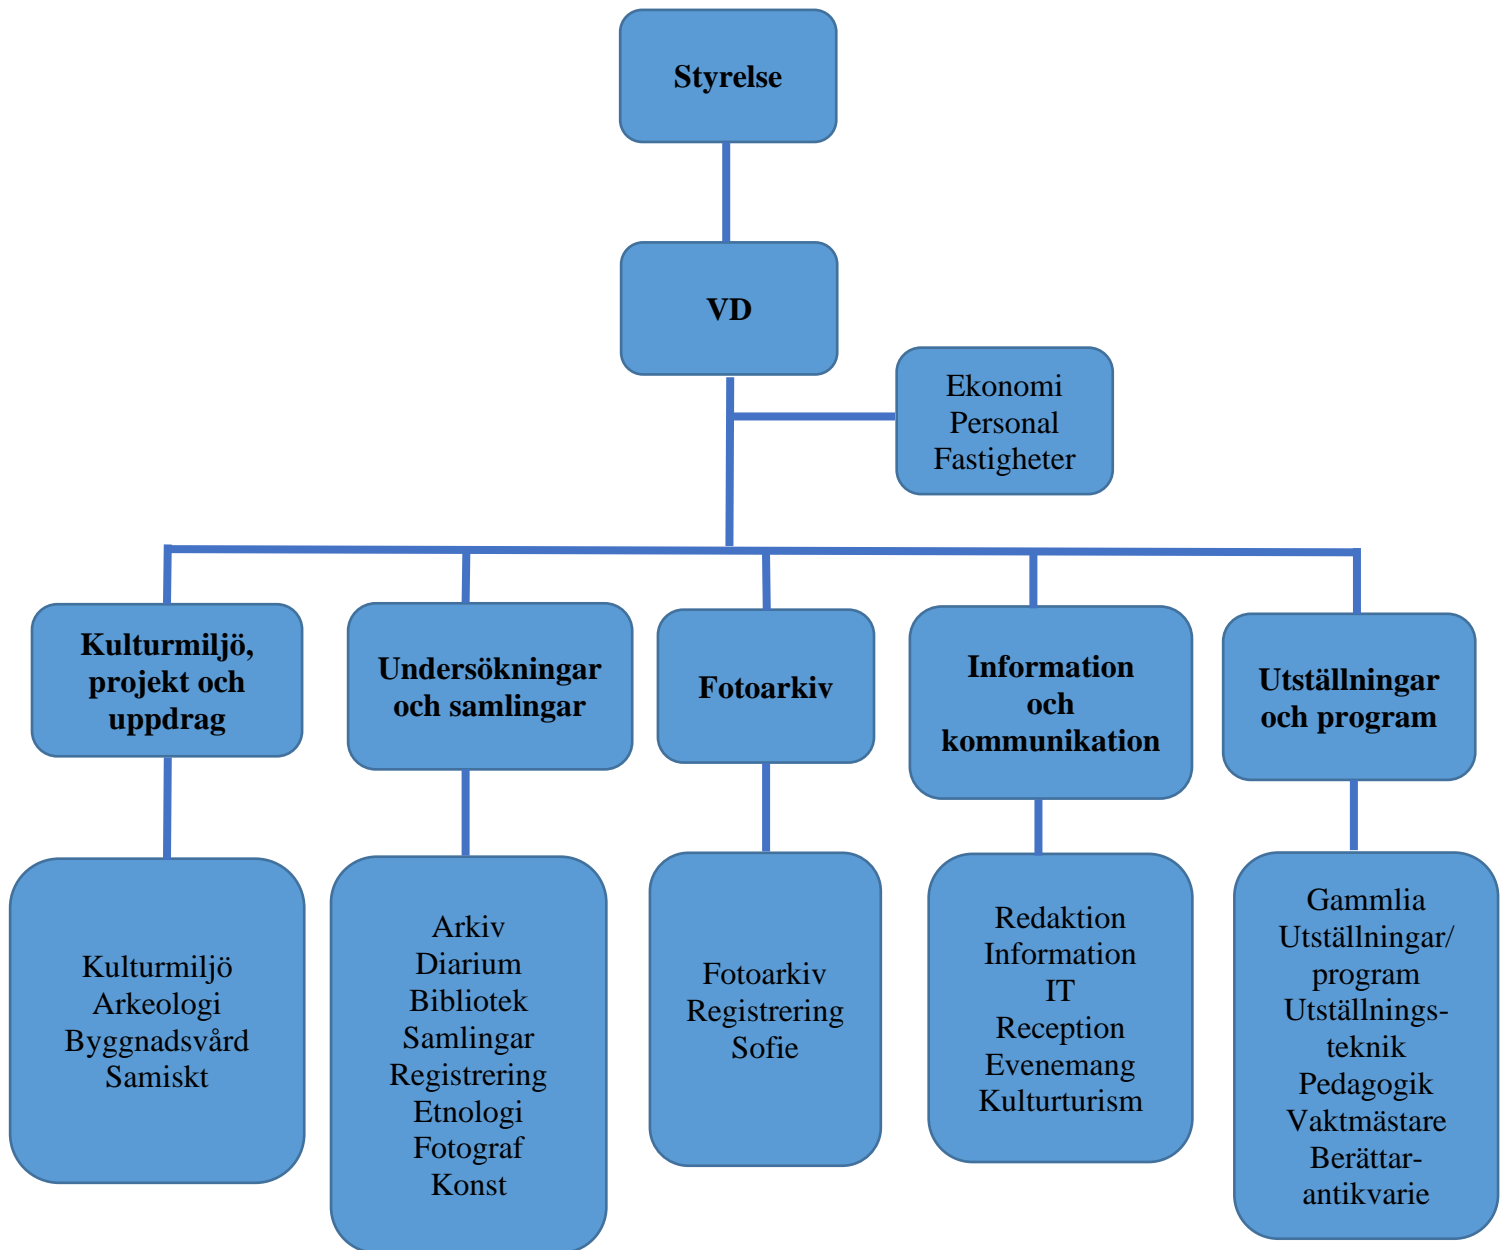 Styrelse
VD
Ekonomi
Personal
Fastigheter
Kulturmiljö,
projekt och
uppdrag
Undersökningar
och samlingar
Fotoarkiv
Information
och
kommunikation
Utställningar
och program
Kulturmiljö
Arkeologi
Byggnadsvård
Samiskt
Arkiv
Diarium
Bibliotek
Samlingar
Registrering
Etnologi
Fotograf
Konst
Fotoarkiv
Registrering
Sofie
Redaktion
Information
IT
Reception
Evenemang
Kulturturism
Gammlia
Utställningar/
program
Utställnings-
teknik
Pedagogik
Vaktmästare
Berättar-
antikvarie